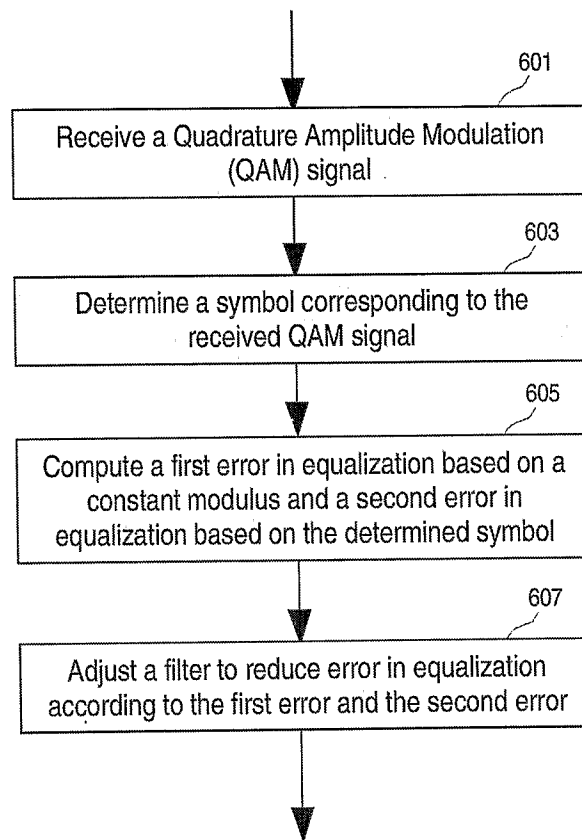 601
Receive a Quadrature Amplitude Modulation
(QAM) signal
603
Determine a symbol corresponding to the
received QAM signal
605
Compute a first error in equalization based on a
constant modulus and a second error in
equalization based on the determined symbol
607
Adjust a filter to reduce error in equalization
according to the first error and the second error